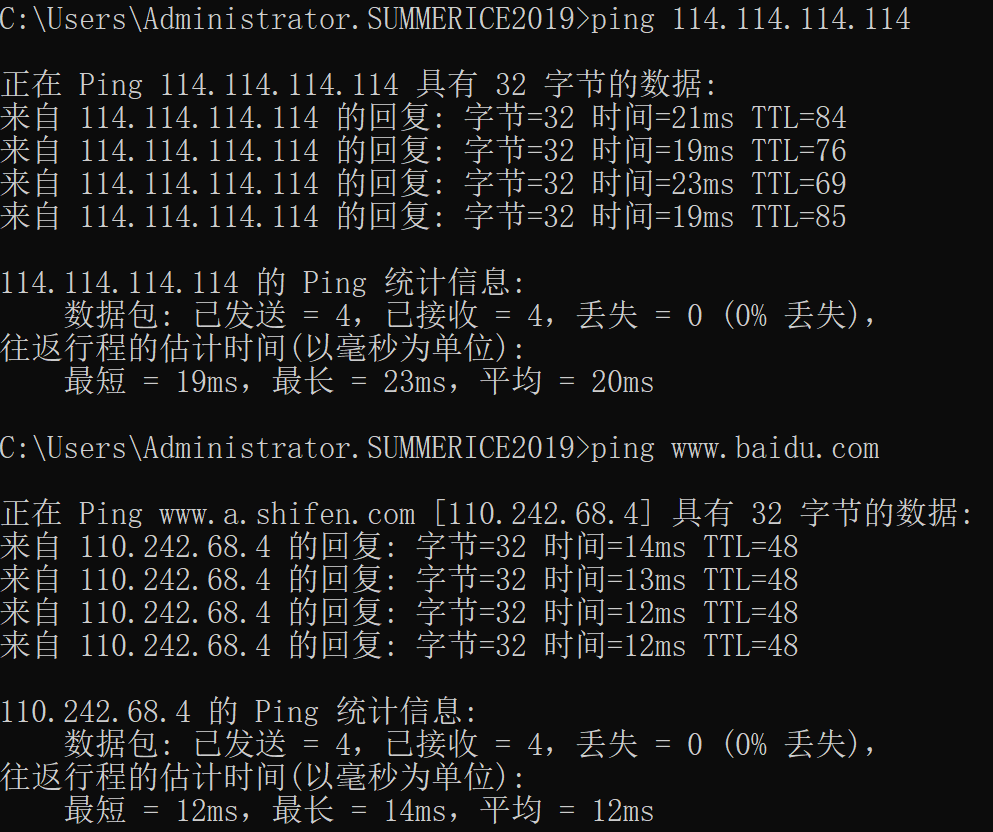 C:\Users\Administrator.SUMMERICE2019>ping 114.114.114.114
正在 Ping 114.114.114.114 具有 32 字节的数据:
来自 114.114.114.114 的回复: 字节=32 时间=21ms TTL=84
来自 114.114.114.114 的回复: 字节=32 时间=19ms TTL=76
来自 114.114.114.114 的回复: 字节=32 时间=23ms TTL=69
来自 114.114.114.114 的回复: 字节=32 时间=19ms TTL=85
114.114.114.114 的 Ping 统计信息:
    数据包: 已发送 = 4，已接收 = 4，丢失 = 0 (0% 丢失)，
往返行程的估计时间(以毫秒为单位):
    最短 = 19ms，最长 = 23ms，平均 = 20ms
C:\Users\Administrator.SUMMERICE2019>ping www.baidu.com
正在 Ping www.a.shifen.com [110.242.68.4] 具有 32 字节的数据:
来自 110.242.68.4 的回复: 字节=32 时间=14ms TTL=48
来自 110.242.68.4 的回复: 字节=32 时间=13ms TTL=48
来自 110.242.68.4 的回复: 字节=32 时间=12ms TTL=48
来自 110.242.68.4 的回复: 字节=32 时间=12ms TTL=48
110.242.68.4 的 Ping 统计信息:
    数据包: 已发送 = 4，已接收 = 4，丢失 = 0 (0% 丢失)，
往返行程的估计时间(以毫秒为单位):
    最短 = 12ms，最长 = 14ms，平均 = 12ms